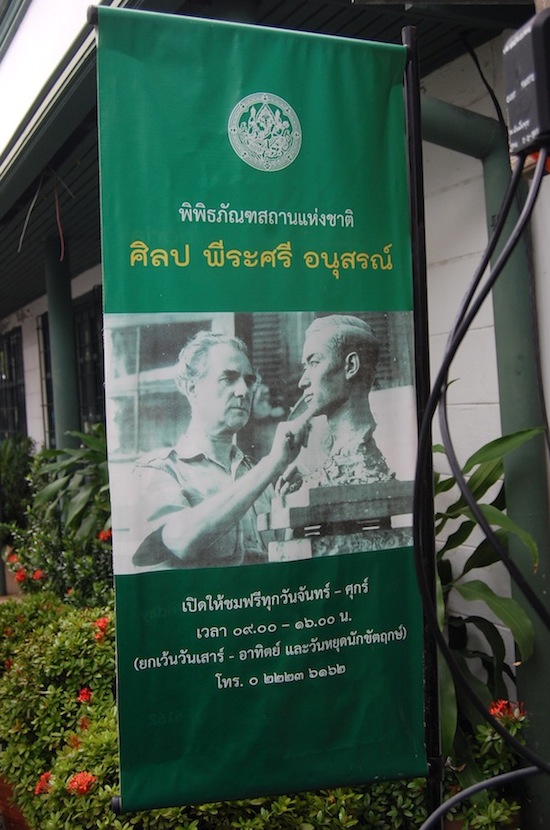 พิพิธภัณฑสถานแห่งชาติ
ศิลป พีระศรี อนุสรณ์
เปิดให้ชมฟรีทุกวันจันทร์ - ศุกร์
เวลา ๐๙.๐๐ - ๑๖.๐๐ น.
(ยกเว้นวันเสาร์ - อาทิตย์ และวันหยุดนักขัตฤกษ์)
โทร. ๐ ๒๒๒๓ ๖๑๖๒